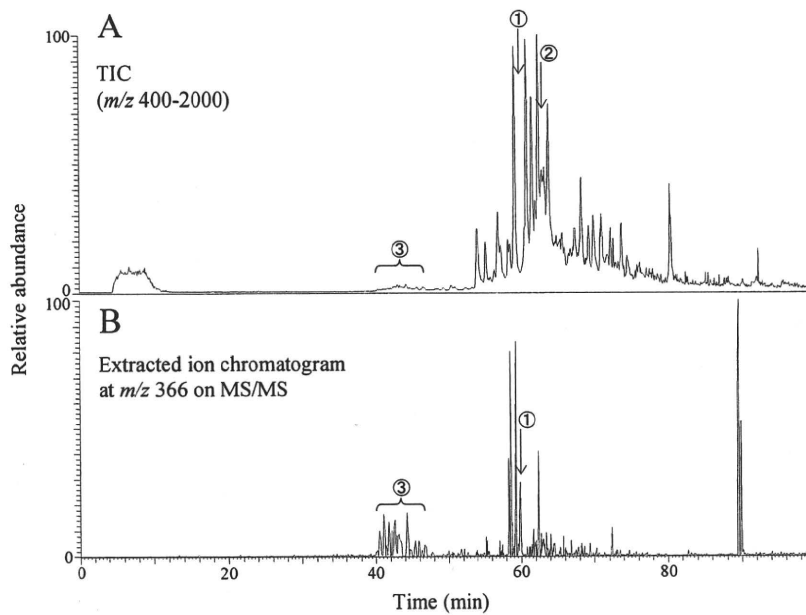 A
TIC
(m/z 400-2000)
①
②
③
100
0
Relative abundance
B
Extracted ion chromatogram
at m/z 366 on MS/MS
①
③
100
0
0 20 40 60 80
Time (min)